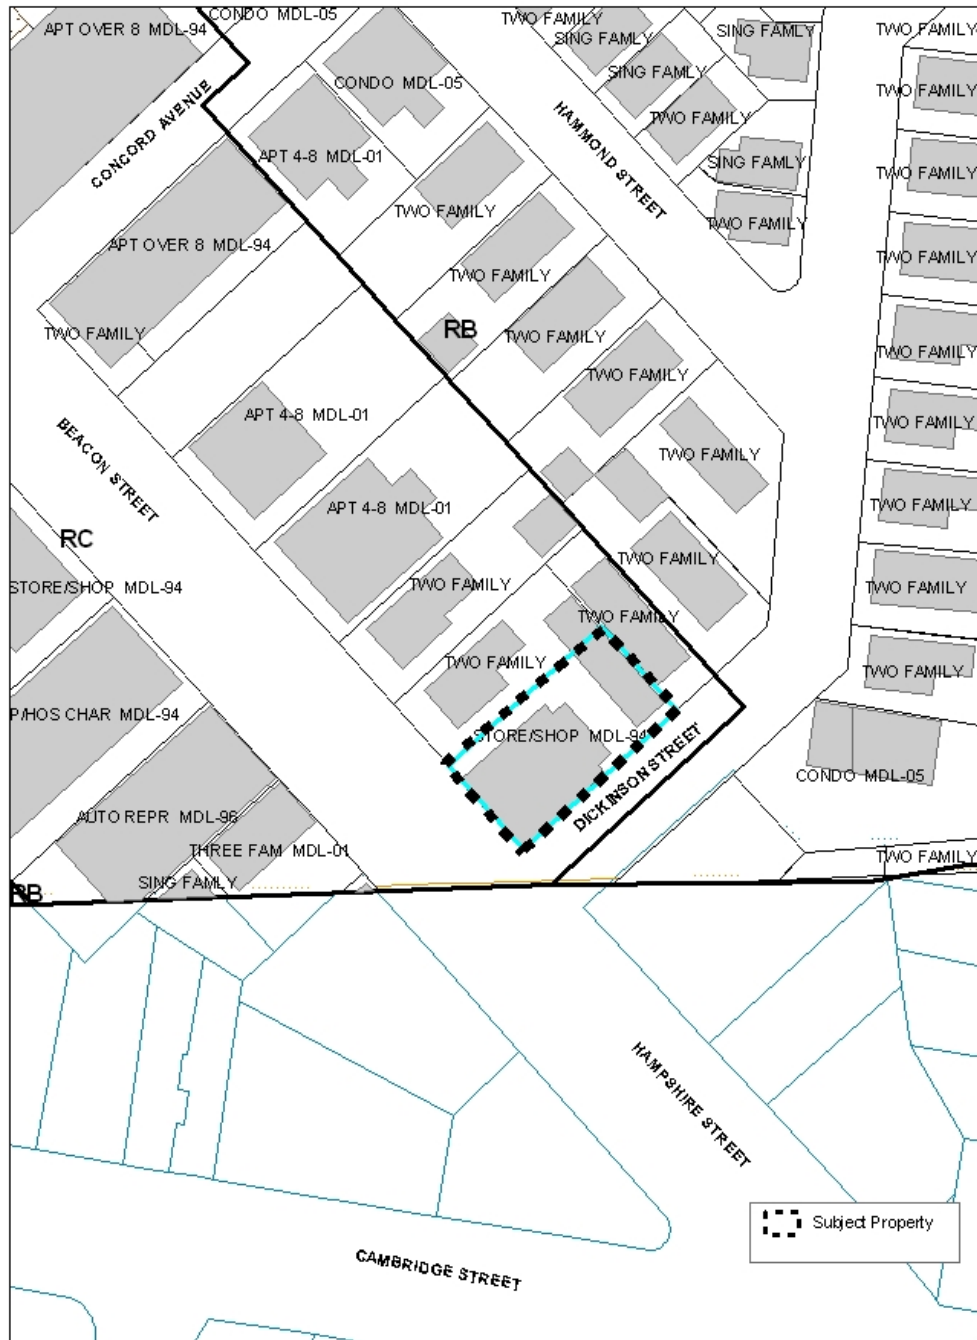 CONDO MDL-05
APT OVER 8 MDL-94
TWO FAMILY
TWO FAMILY
SING FAMLY
SING FAMLY
CONDO MDL-05
SING FAMLY
TWO FAMILY
CONCORD AVENUE
HAMMOND STREET
TWO FAMILY
APT 4-8 MDL-01
SING FAMLY
TWO FAMILY
TWO FAMILY
TWO FAMILY
APT OVER 8 MDL-94
TWO FAMILY
TWO FAMILY
RB
TWO FAMILY
TWO FAMILY
TWO FAMILY
TWO FAMILY
APT 4-8 MDL-01
TWO FAMILY
BEACON STREET
TWO FAMILY
APT 4-8 MDL-01
TWO FAMILY
RC
TWO FAMILY
STORE/SHOP MDL-94
TWO FAMILY
TWO FAMILY
TWO FAMILY
TWO FAMILY
TWO FAMILY
P/HOS CHAR MDL-94
STORE/SHOP MDL-94
DICKINSON STREET
CONDO MDL-05
AUTO REPR MDL-96
THREE FAM MDL-01
TWO FAMILY
SING FAMLY
RB
HAMPSHIRE STREET
Subject Property
CAMBRIDGE STREET